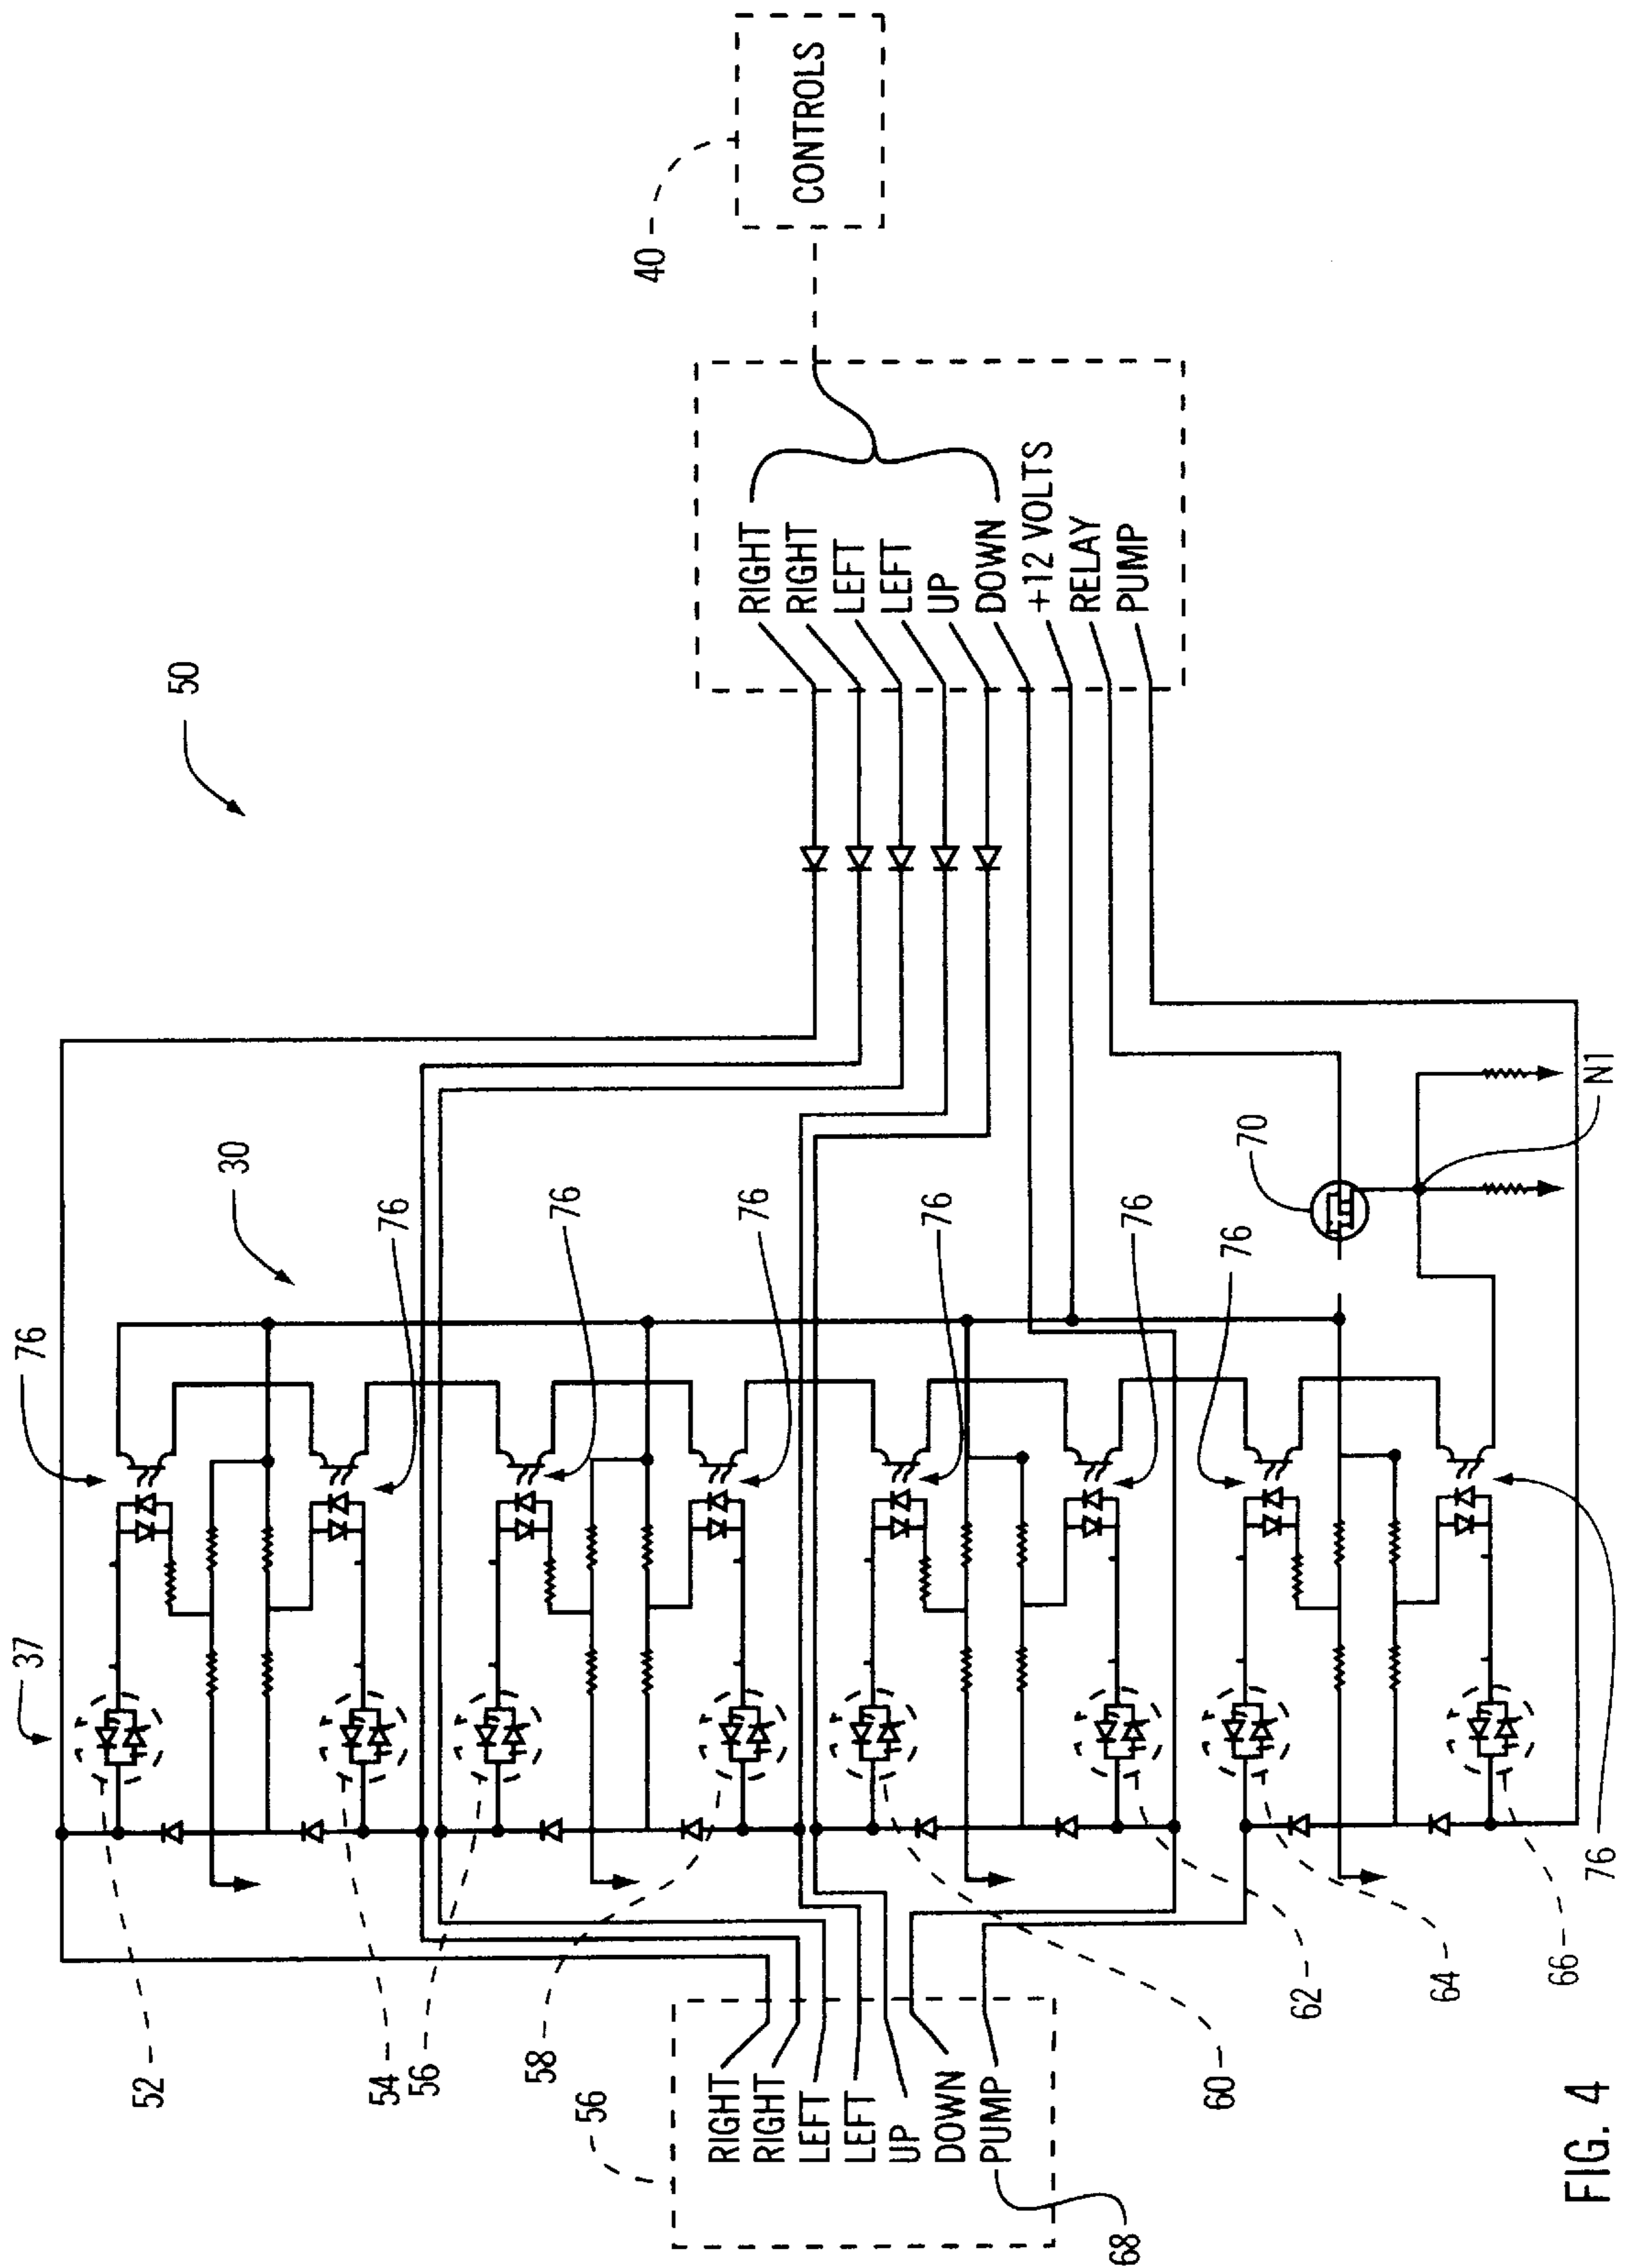 FIG. 4
50
30
37
40
CONTROLS
RIGHT
RIGHT
LEFT
LEFT
UP
DOWN
+12 VOLTS
RELAY
PUMP
76
76
76
76
76
76
76
76
70
N1
52
54
56
58
60
62
64
66
56
RIGHT
RIGHT
LEFT
LEFT
UP
DOWN
PUMP
68